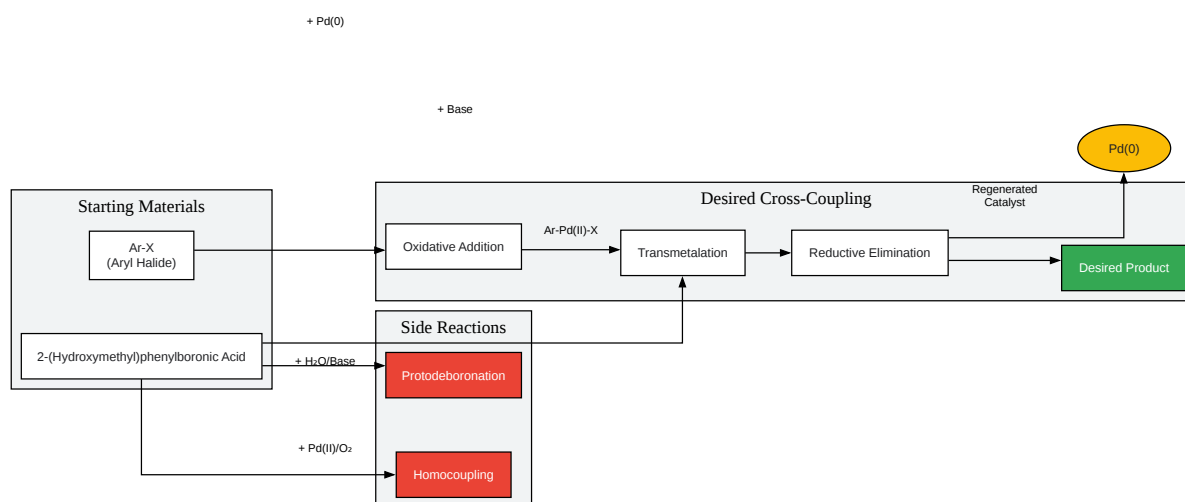 + Pd(0)
+ Base
Pd(0)
Starting Materials
Desired Cross-Coupling
Regenerated
Catalyst
Ar-X
(Aryl Halide)
Oxidative Addition
Ar-Pd(II)-X
Transmetalation
Reductive Elimination
Desired Product
Side Reactions
2-(Hydroxymethyl)phenylboronic Acid
+ H₂O/Base
Protodeboronation
+ Pd(II)/O₂
Homocoupling